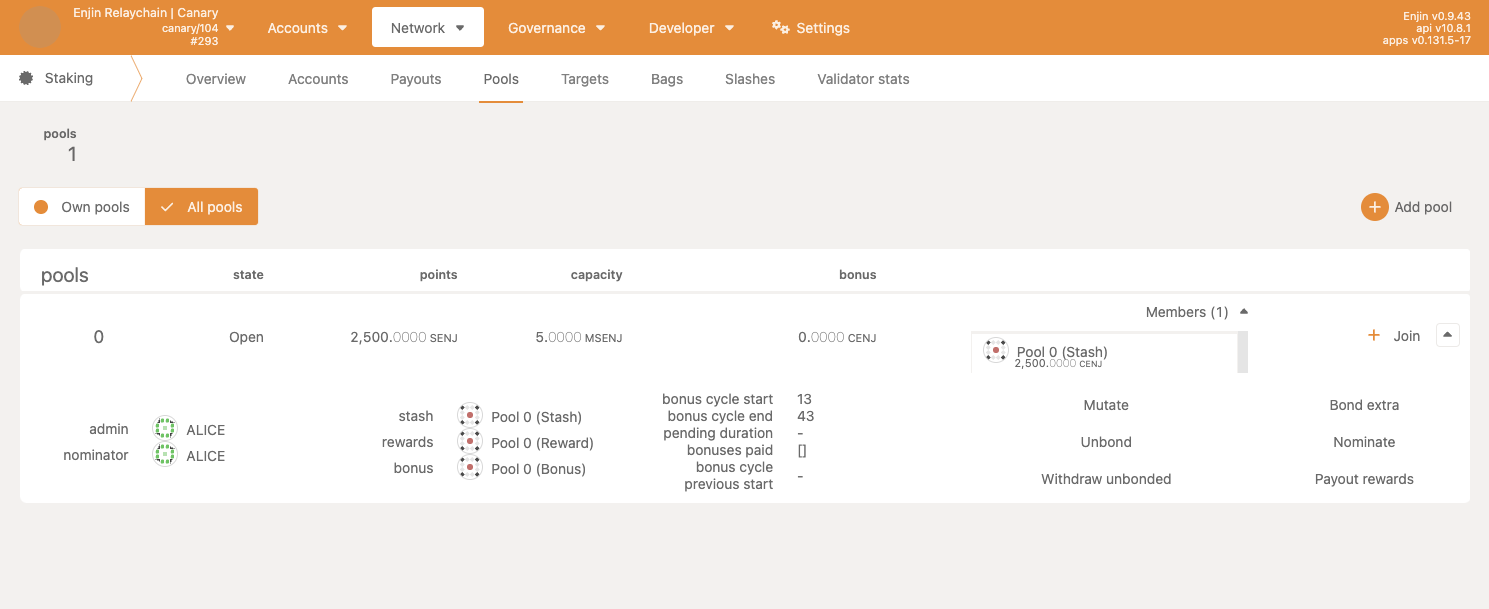 Enjin Relaychain | Canary
canary/104
#293
Accounts
Network
Governance
Developer
Settings
Enjin v0.9.43
api v10.8.1
apps v0.131.5-17
Staking
Overview
Accounts
Payouts
Pools
Targets
Bags
Slashes
Validator stats
pools
1
Own pools
All pools
Add pool
pools state points capacity bonus
0 Open 2,500.0000 SENJ 5.0000 MSENJ 0.0000 CENJ
Members (1)
Pool 0 (Stash)
2,500.0000 CENJ
Join
admin ALICE
nominator ALICE
stash Pool 0 (Stash)
rewards Pool 0 (Reward)
bonus Pool 0 (Bonus)
bonus cycle start 13
bonus cycle end 43
pending duration -
bonuses paid []
bonus cycle
previous start -
Mutate
Bond extra
Unbond
Nominate
Withdraw unbonded
Payout rewards